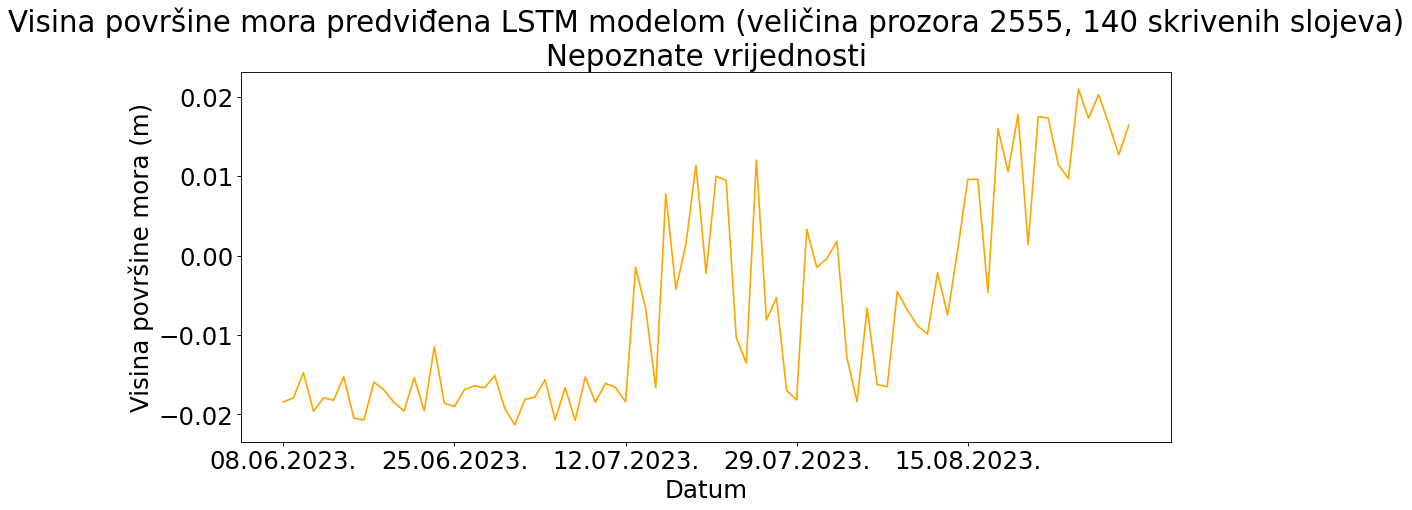 Visina površine mora predviđena LSTM modelom (veličina prozora 2555, 140 skrivenih slojeva)
Nepoznate vrijednosti
Visina površine mora (m)
0.02
0.01
0.00
−0.01
−0.02
08.06.2023. 25.06.2023. 12.07.2023. 29.07.2023. 15.08.2023.
Datum